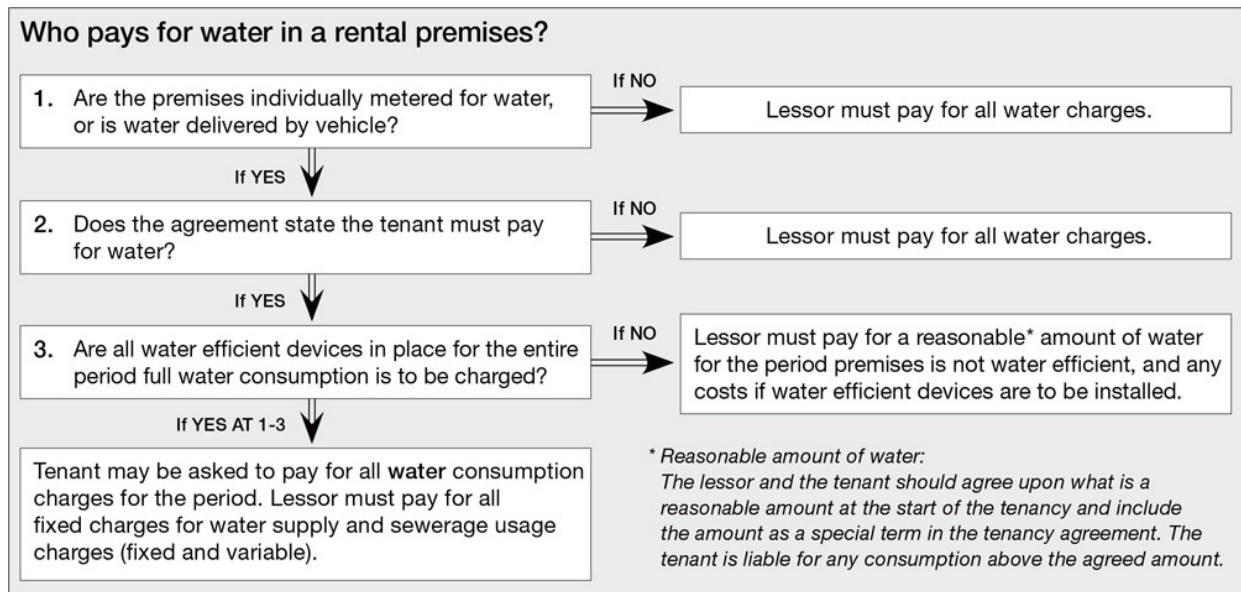 Who pays for water in a rental premises?
1. Are the premises individually metered for water,
or is water delivered by vehicle?
If NO
Lessor must pay for all water charges.
If YES
2. Does the agreement state the tenant must pay
for water?
If NO
Lessor must pay for all water charges.
If YES
3. Are all water efficient devices in place for the entire
period full water consumption is to be charged?
If NO
Lessor must pay for a reasonable* amount of water
for the period premises is not water efficient, and any
costs if water efficient devices are to be installed.
If YES AT 1-3
Tenant may be asked to pay for all water consumption
charges for the period. Lessor must pay for all
fixed charges for water supply and sewerage usage
charges (fixed and variable).
* Reasonable amount of water:
The lessor and the tenant should agree upon what is a
reasonable amount at the start of the tenancy and include
the amount as a special term in the tenancy agreement. The
tenant is liable for any consumption above the agreed amount.